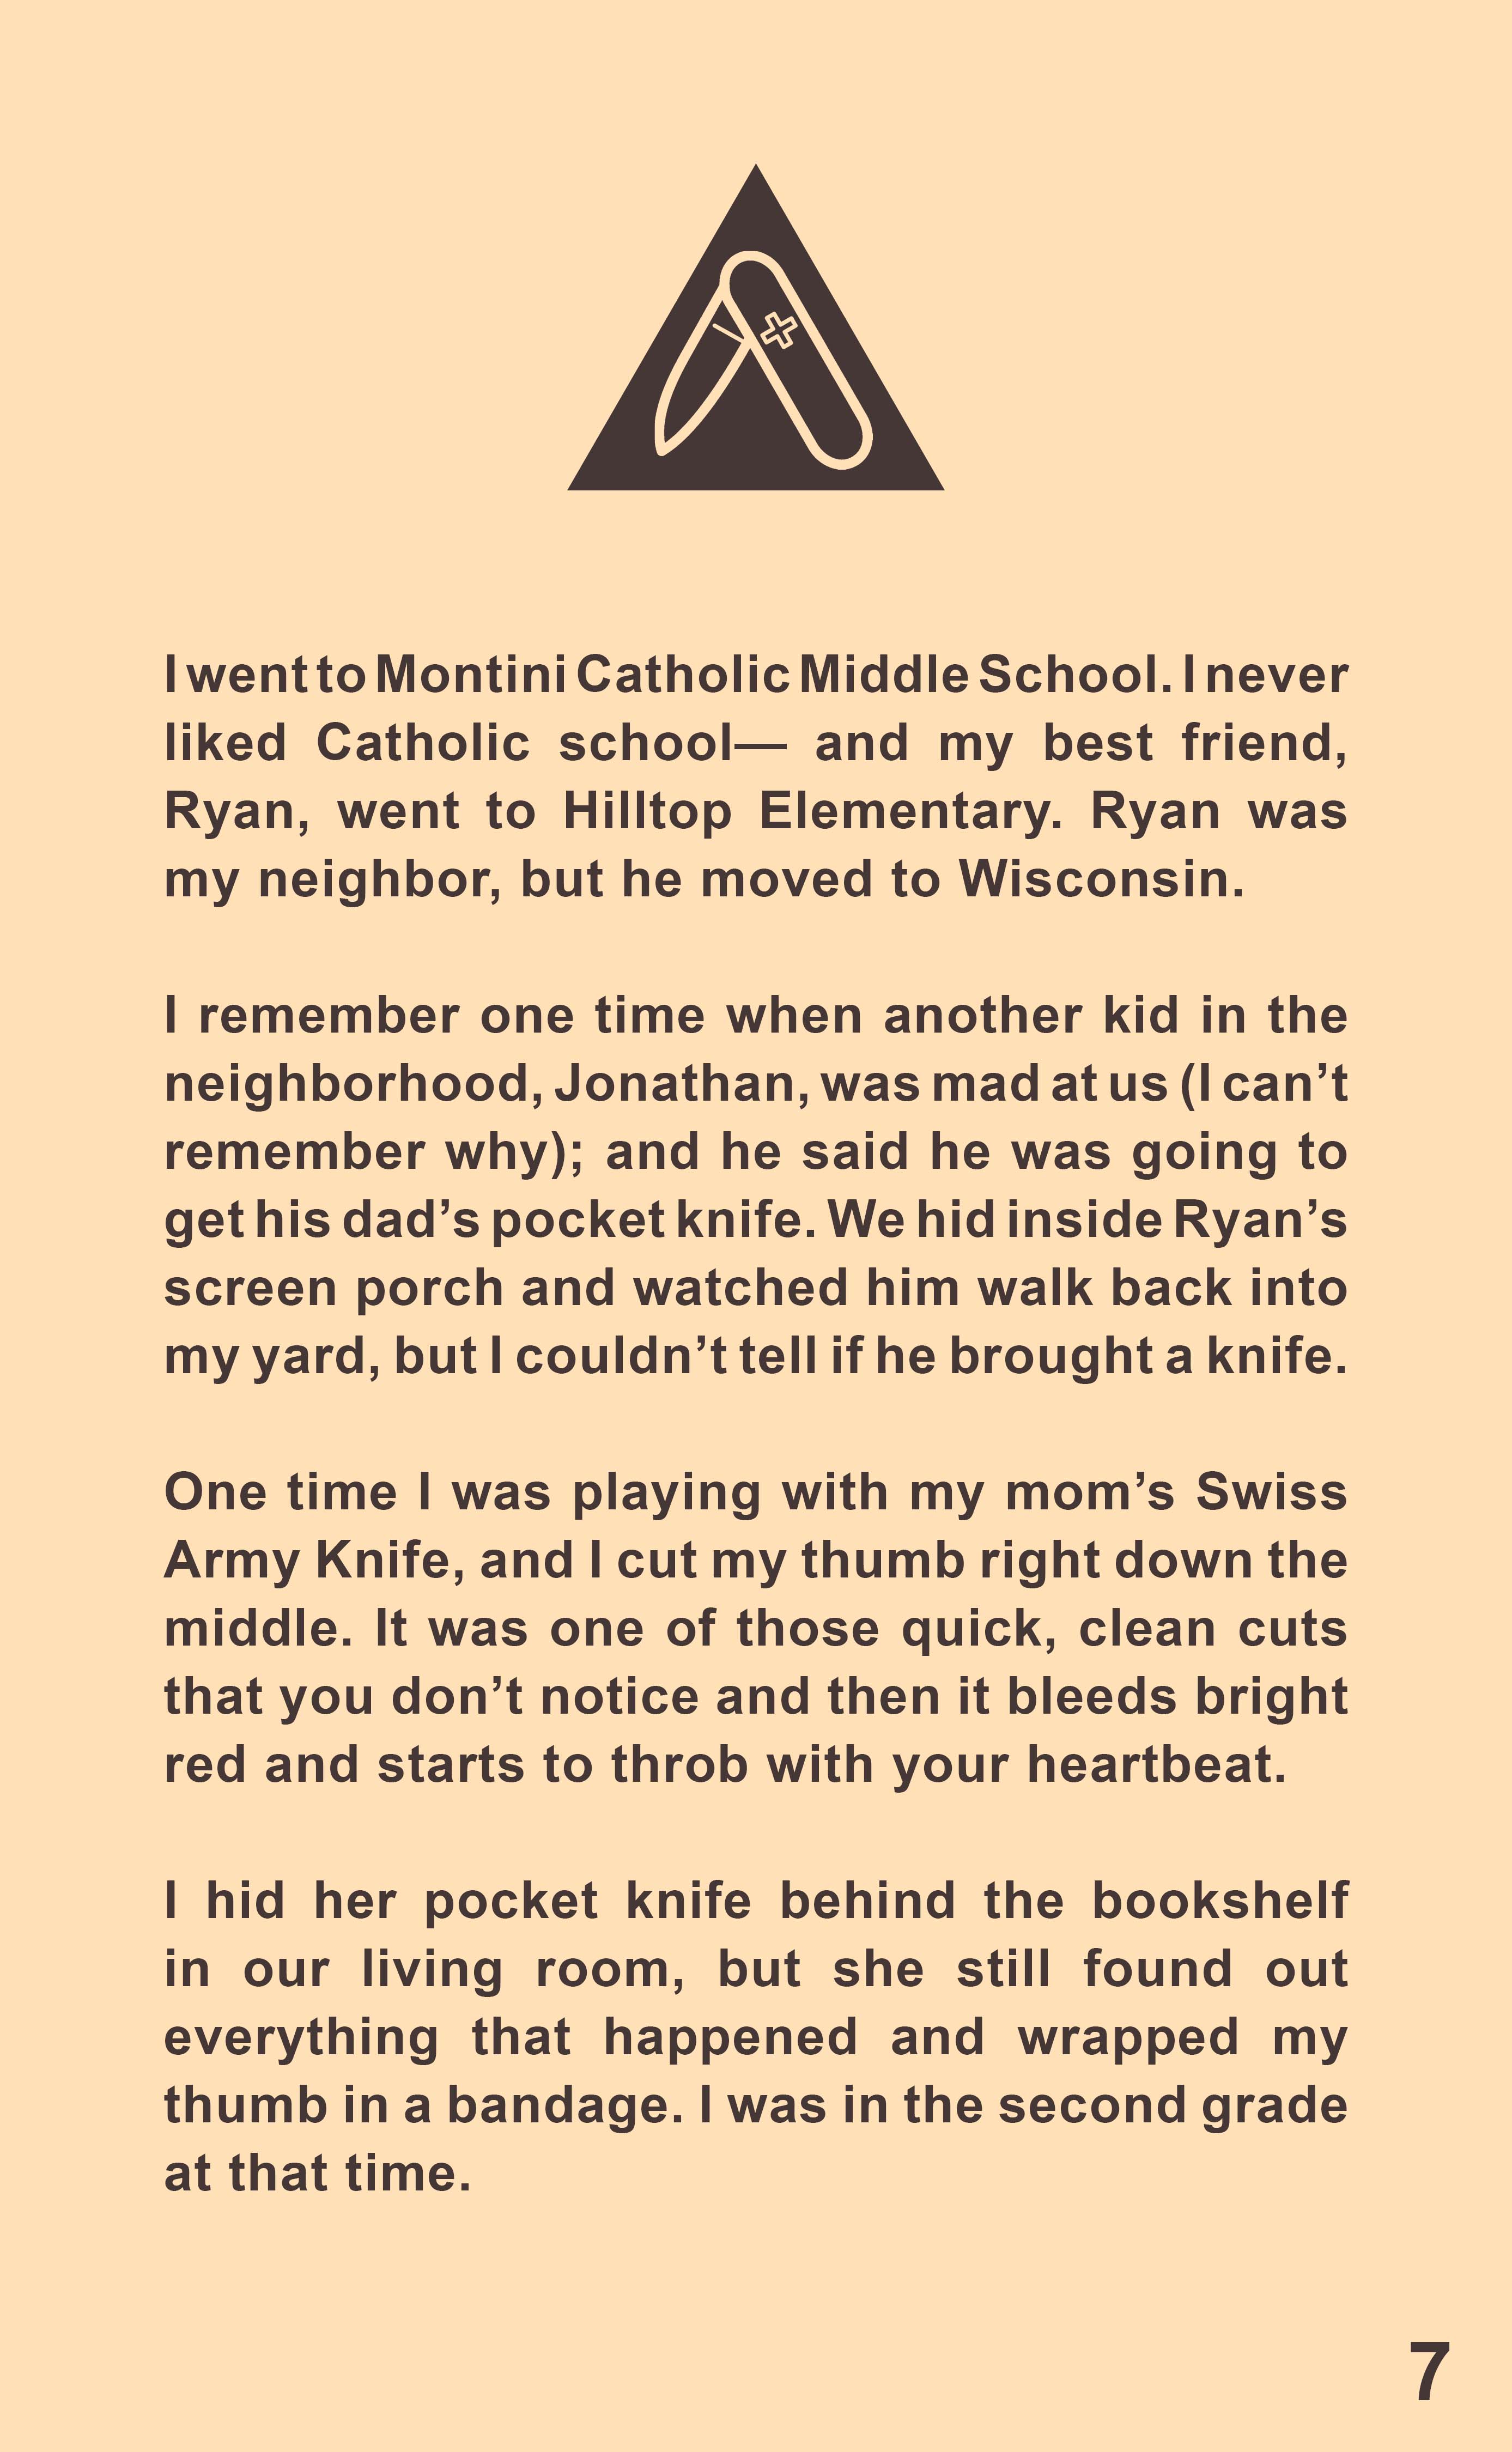 I went to Montini Catholic Middle School. I never
liked Catholic school— and my best friend,
Ryan, went to Hilltop Elementary. Ryan was
my neighbor, but he moved to Wisconsin.
I remember one time when another kid in the
neighborhood, Jonathan, was mad at us (I can’t
remember why); and he said he was going to
get his dad’s pocket knife. We hid inside Ryan’s
screen porch and watched him walk back into
my yard, but I couldn’t tell if he brought a knife.
One time I was playing with my mom’s Swiss
Army Knife, and I cut my thumb right down the
middle. It was one of those quick, clean cuts
that you don’t notice and then it bleeds bright
red and starts to throb with your heartbeat.
I hid her pocket knife behind the bookshelf
in our living room, but she still found out
everything that happened and wrapped my
thumb in a bandage. I was in the second grade
at that time.
7